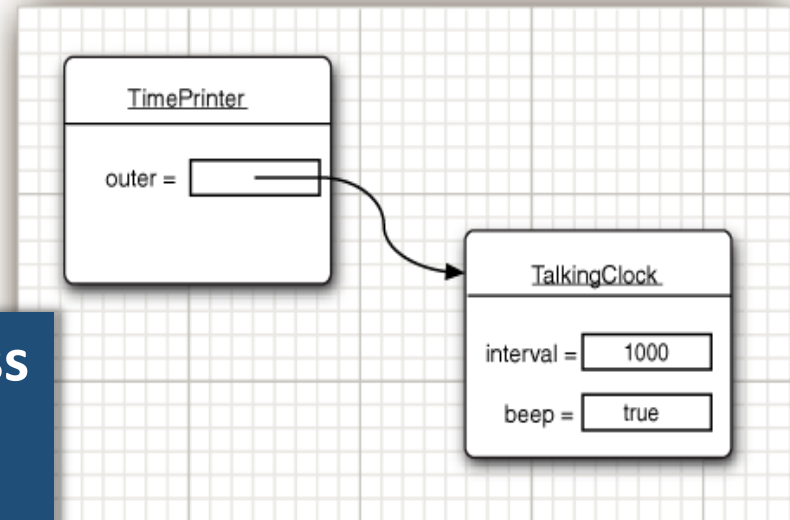 TimePrinter
outer =
TalkingClock
interval = 1000
beep = true